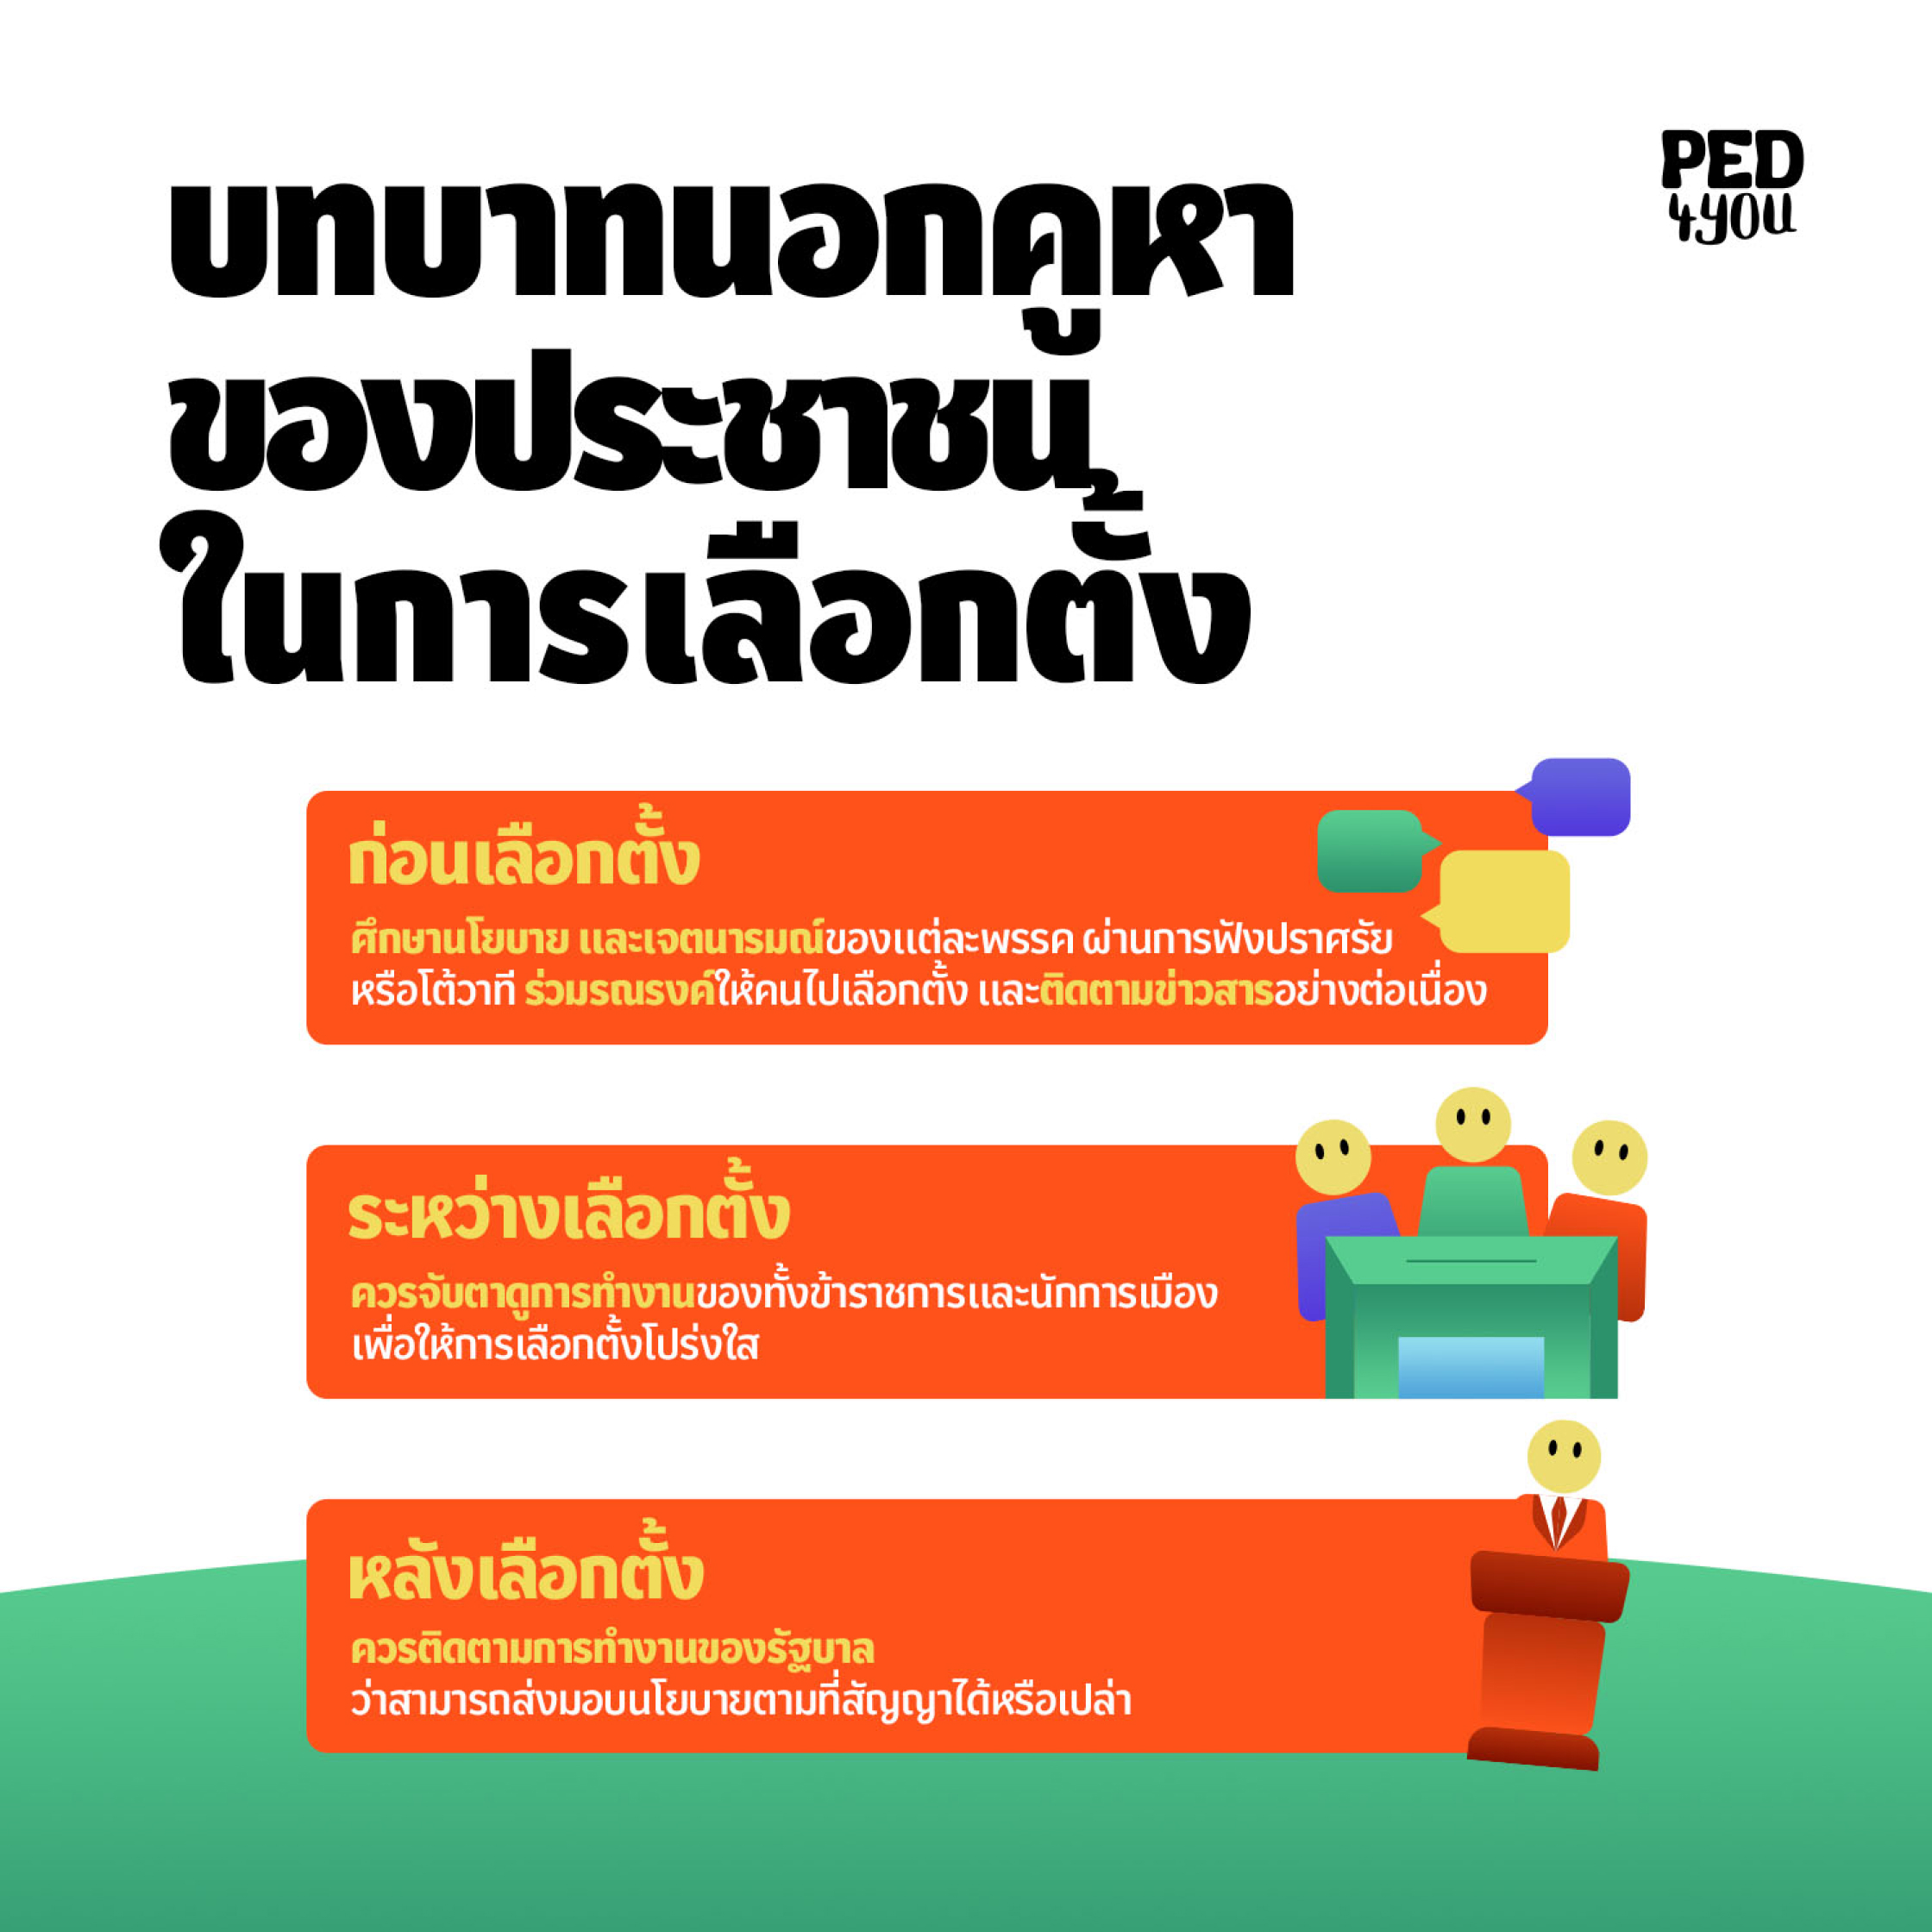 บทบาทนอกคูหา
ของประชาชน
ในการเลือกตั้ง
PED
4YOU
ก่อนเลือกตั้ง
ศึกษานโยบาย และเจตนารมณ์ของแต่ละพรรค ผ่านการฟังปราศรัย
หรือโต้วาที ร่วมรณรงค์ให้คนไปเลือกตั้ง และติดตามข่าวสารอย่างต่อเนื่อง
ระหว่างเลือกตั้ง
ควรจับตาดูการทำงานของทั้งข้าราชการและนักการเมือง
เพื่อให้การเลือกตั้งโปร่งใส
หลังเลือกตั้ง
ควรติดตามการทำงานของรัฐบาล
ว่าสามารถส่งมอบนโยบายตามที่สัญญาได้หรือเปล่า